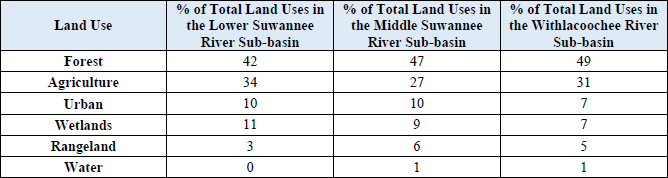 Land Use
% of Total Land Uses in
the Lower Suwannee
River Sub-basin
% of Total Land Uses in
the Middle Suwannee
River Sub-basin
% of Total Land Uses in
the Withlacoochee River
Sub-basin
Forest 42 47 49
Agriculture 34 27 31
Urban 10 10 7
Wetlands 11 9 7
Rangeland 3 6 5
Water 0 1 1